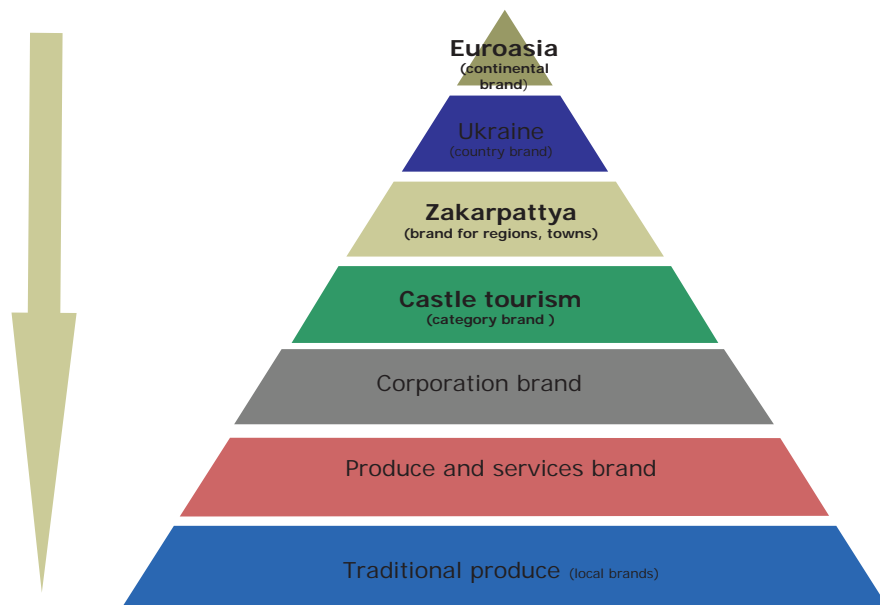 Euroasia
(continental
brand)
Ukraine
(country brand)
Zakarpattya
(brand for regions, towns)
Castle tourism
(category brand )
Corporation brand
Produce and services brand
Traditional produce (local brands)